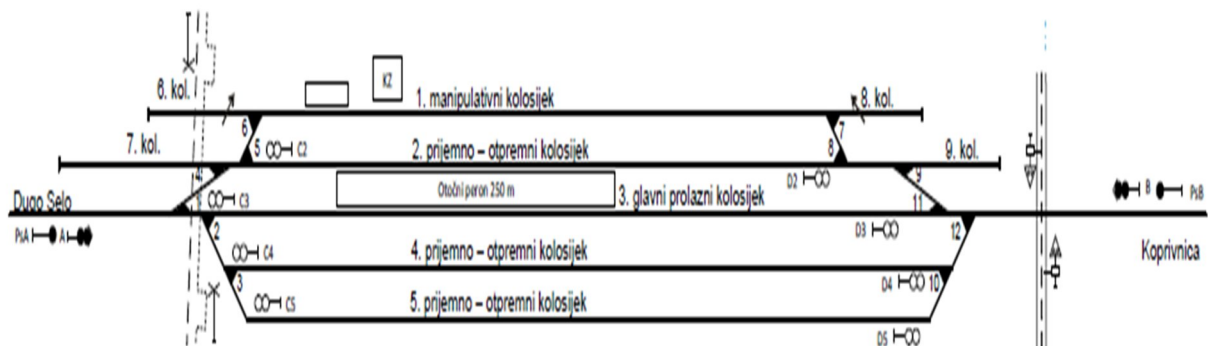 6. kol.
KZ
1. manipulativni kolosijek
8. kol.
6
7
7. kol.
5
C2
2. prijemno – otpremni kolosijek
8
9. kol.
4
Otočni peron 250 m
D2
9
Dugo Selo
C3
3. glavni prolazni kolosijek
11
B
PsB
PsA
A
2
D3
12
C4
4. prijemno – otpremni kolosijek
Koprivnica
3
D4
10
C5
5. prijemno – otpremni kolosijek
D5